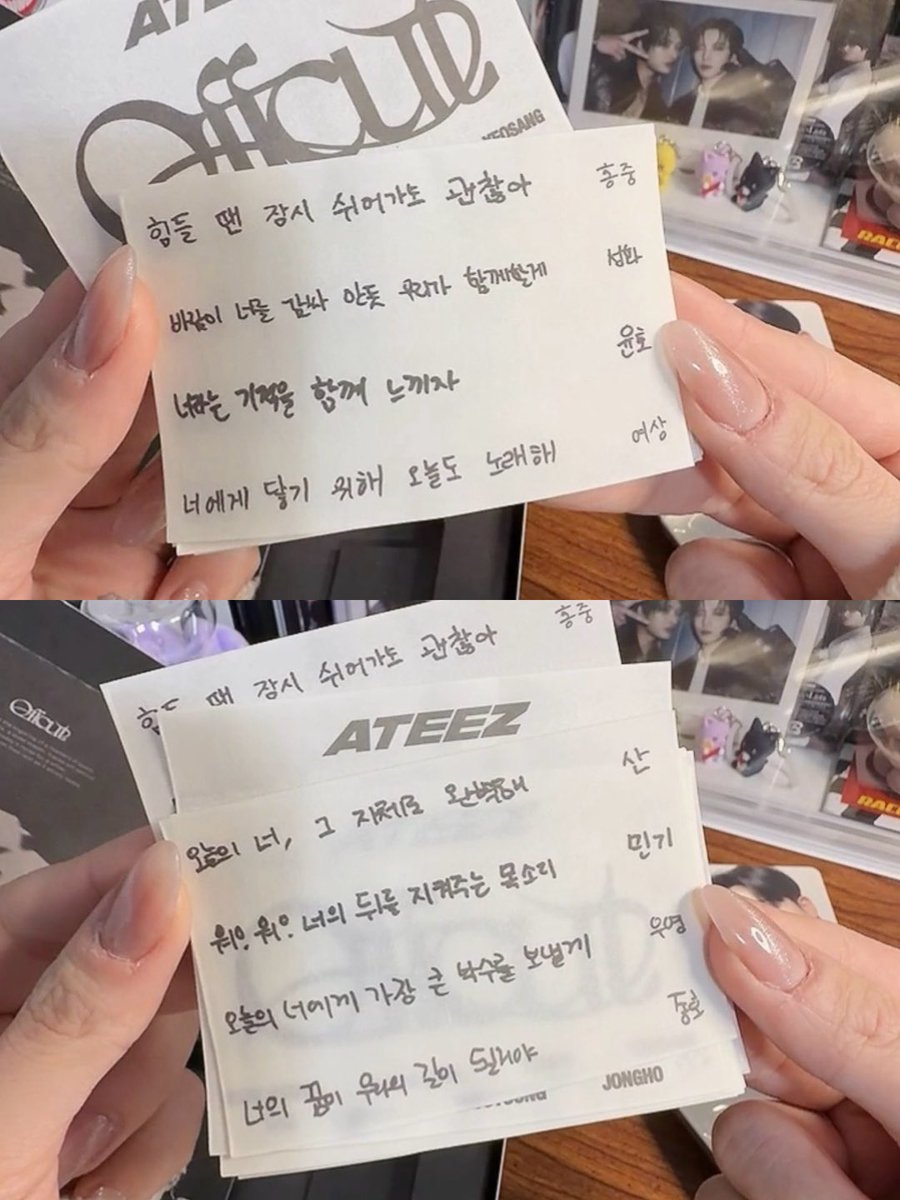 ATEEZ
Offcute
YEOSANG
힘들 땐 잠시 쉬어가도 괜찮아 홍중
바람이 너를 감싸 안듯 우리가 함께할게 성화
너라는 기적을 함께 느끼자 윤호
너에게 닿기 위해 오늘도 노래해 여상
힘들 땐 잠시 쉬어가도 괜찮아 홍중
Offcute
ATEEZ
오늘의 너, 그 자체로 완벽해 산
워어. 워어. 너의 뒤를 지켜주는 목소리 민기
오늘의 너에게 가장 큰 박수를 보낼게 우영
너의 꿈이 우리의 길이 될거야 종호
JONGHO